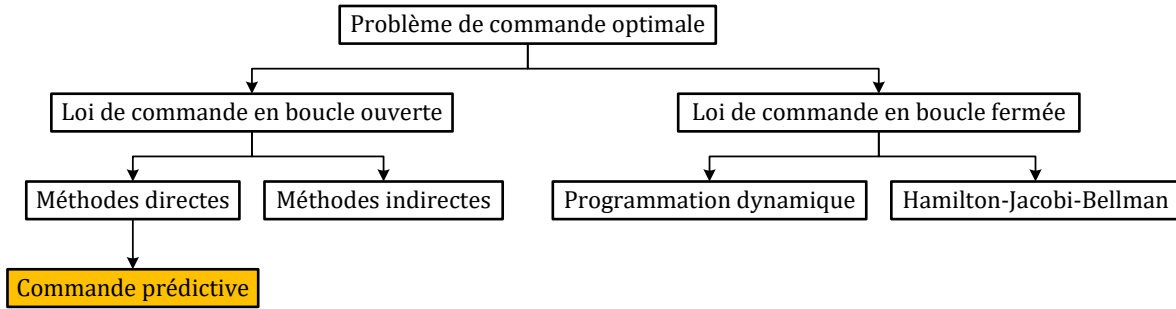 Problème de commande optimale
Loi de commande en boucle ouverte
Loi de commande en boucle fermée
Méthodes directes
Méthodes indirectes
Programmation dynamique
Hamilton-Jacobi-Bellman
Commande prédictive